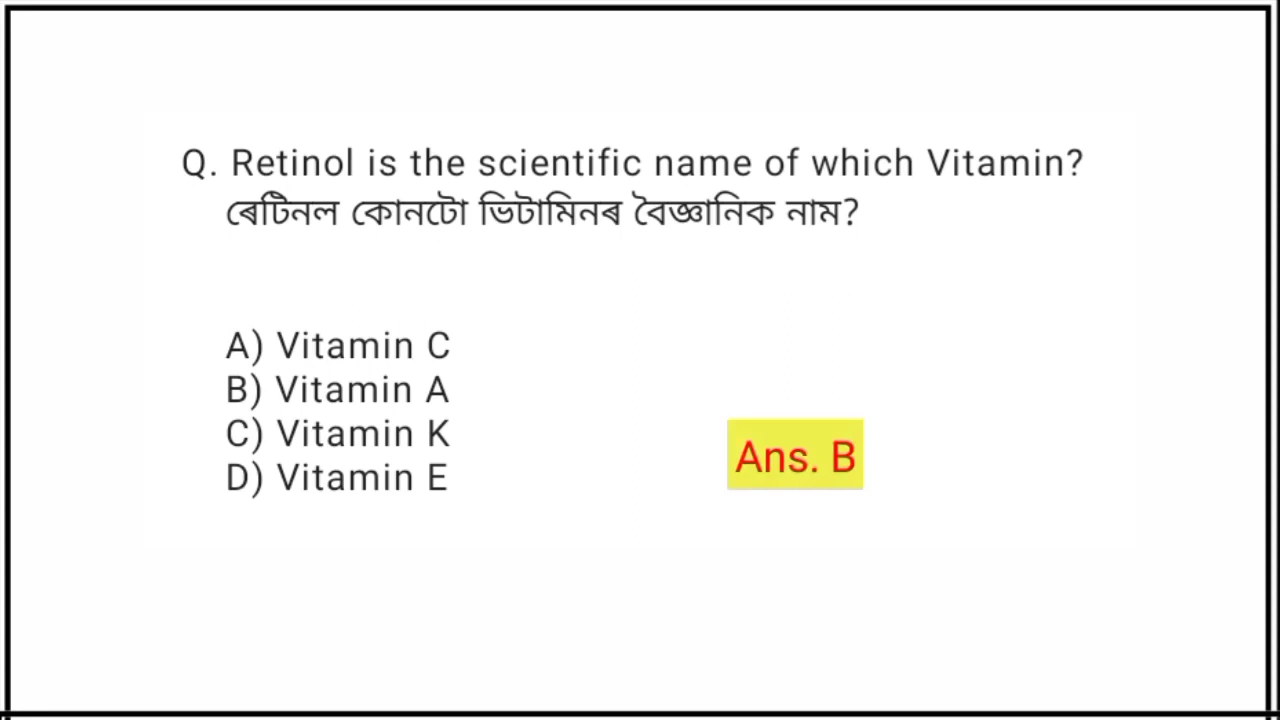 Q. Retinol is the scientific name of which Vitamin?
ৰেটিনল কোনটো ভিটামিনৰ বৈজ্ঞানিক নাম?
A) Vitamin C
B) Vitamin A
C) Vitamin K
D) Vitamin E
Ans. B